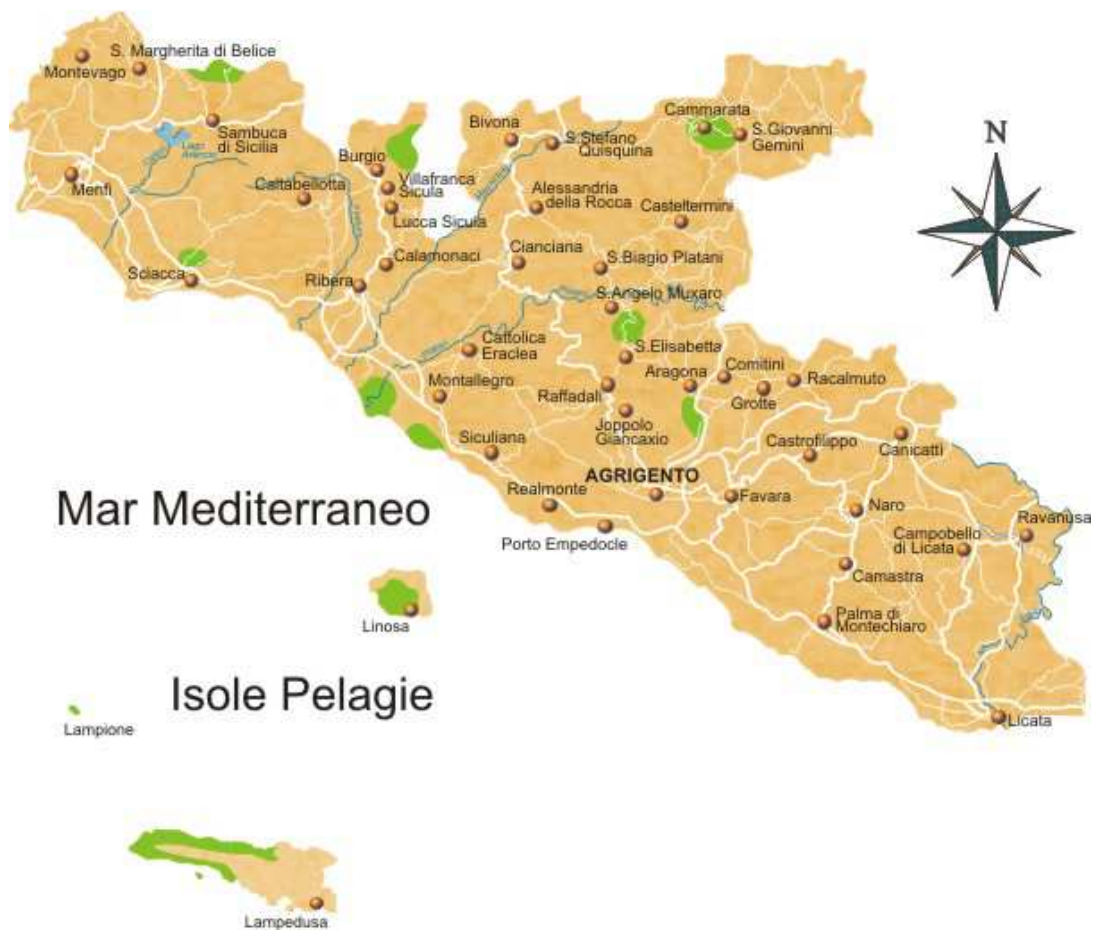 S. Margherita di Belice
Montevago
Sambuca
di Sicilia
Lago
Menfi
Caltabellotta
Sciacca
Burgio
Villafranca
Sicula
Lucca Sicula
Calamonaci
Ribera
Bivona
S.Stefano
Quisquina
Cammarata
S.Giovanni
Gemini
Alessandria
della Rocca
Casteltermini
Cianciana
S.Biagio Platani
S.Angelo Muxaro
Cattolica
Eraclea
S.Elisabetta
Comitini
Aragona
Racalmuto
Montallegro
Raffadali
Grotte
Joppolo
Giancaxio
Siculiana
Castrofilippo
Canicatti
AGRIGENTO
Realmonte
Favara
Naro
Ravanusa
Porto Empedocle
Campobello
di Licata
Camastra
Palma di
Montechiaro
Licata
N
Mar Mediterraneo
Linosa
Isole Pelagie
Lampione
Lampedusa